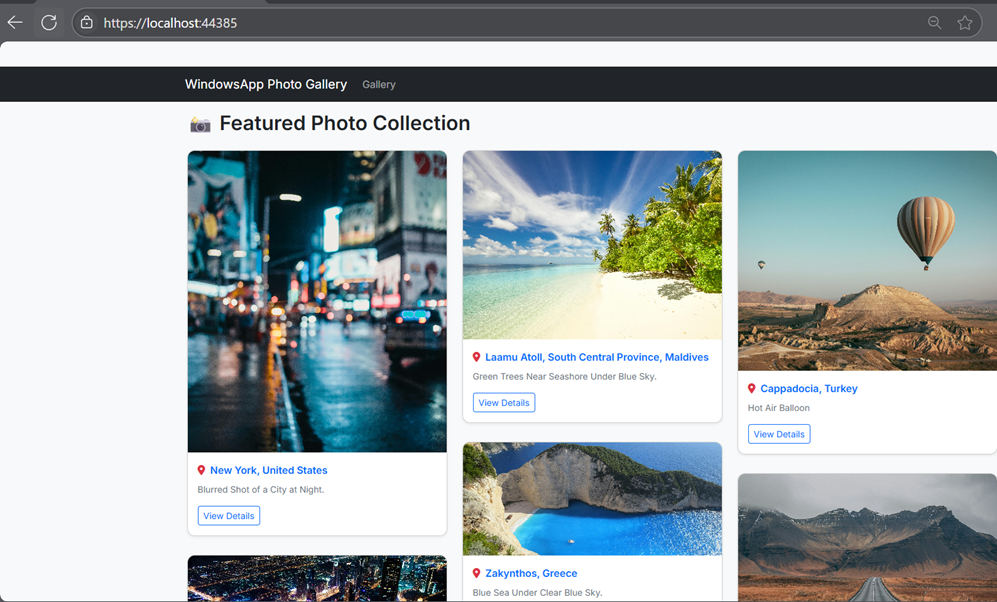 https://localhost:44385
WindowsApp Photo Gallery
Gallery
Featured Photo Collection
New York, United States
Blurred Shot of a City at Night.
View Details
Laamu Atoll, South Central Province, Maldives
Green Trees Near Seashore Under Blue Sky.
View Details
Zakynthos, Greece
Blue Sea Under Clear Blue Sky.
Cappadocia, Turkey
Hot Air Balloon
View Details